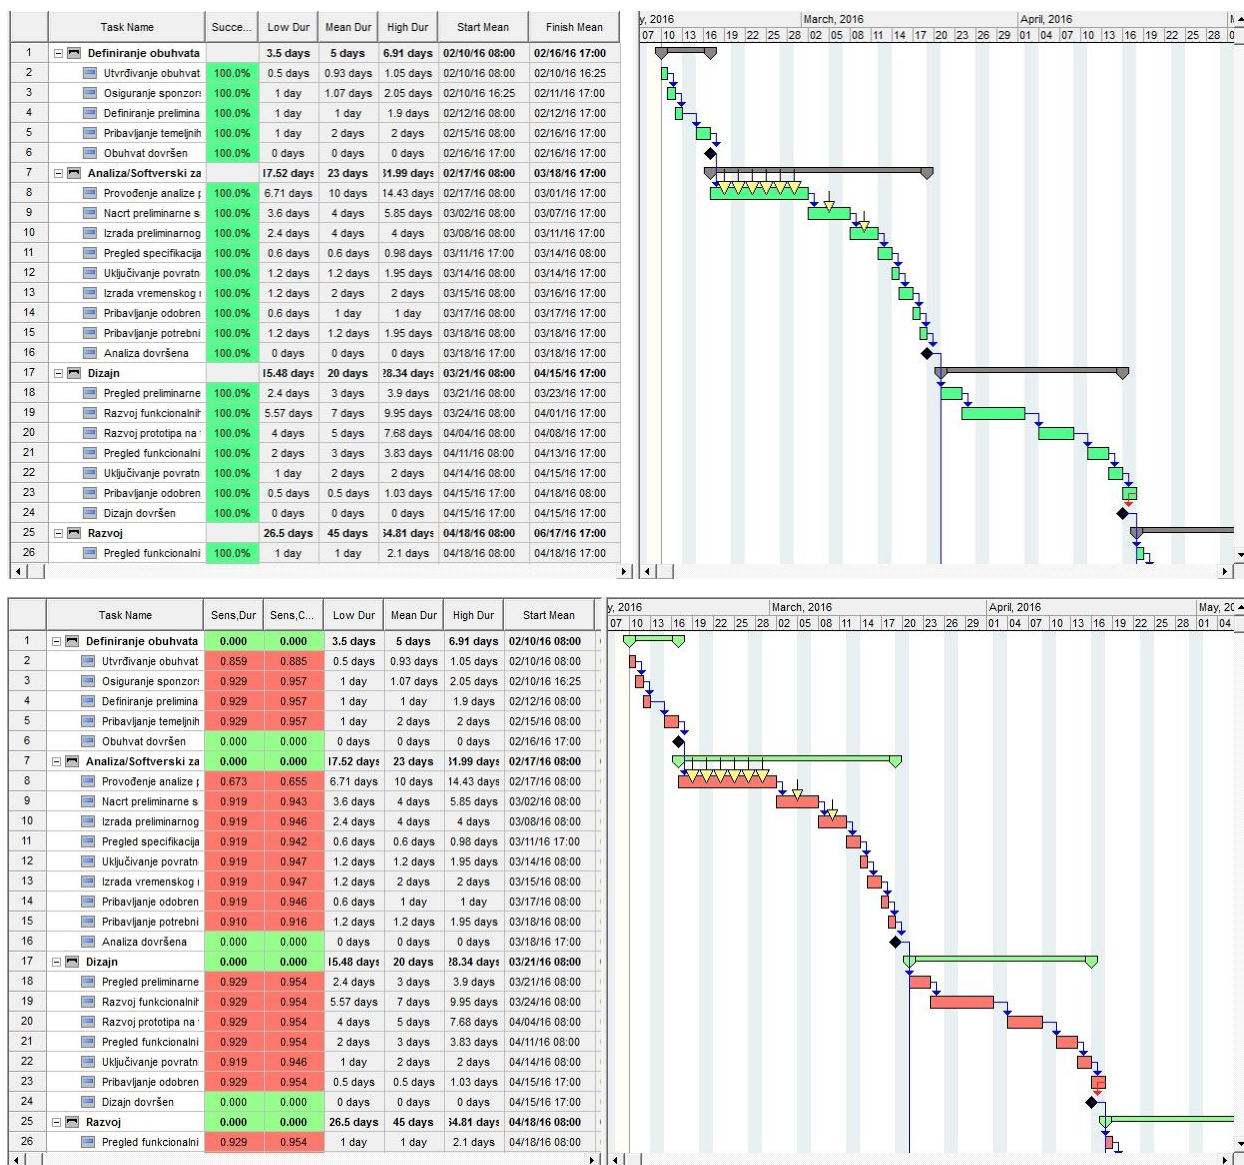 Task Name Succe... Low Dur Mean Dur High Dur Start Mean Finish Mean
y, 2016 March, 2016 April, 2016
07 10 13 16 19 22 25 28 02 05 08 11 14 17 20 23 26 29 01 04 07 10 13 16 19 22 25 28
1 Definiranje obuhvata 3.5 days 5 days 6.91 days 02/10/16 08:00 02/16/16 17:00
2 Utvrđivanje obuhvat 100.0% 0.5 days 0.93 days 1.05 days 02/10/16 08:00 02/10/16 16:25
3 Osiguranje sponzors 100.0% 1 day 1.07 days 2.05 days 02/10/16 16:25 02/11/16 17:00
4 Definiranje prelimina 100.0% 1 day 1 day 1.9 days 02/12/16 08:00 02/12/16 17:00
5 Pribavljanje temeljnih 100.0% 1 day 2 days 2 days 02/15/16 08:00 02/16/16 17:00
6 Obuhvat dovršen 100.0% 0 days 0 days 0 days 02/16/16 17:00 02/16/16 17:00
7 Analiza/Softverski za 17.52 days 23 days 31.99 days 02/17/16 08:00 03/18/16 17:00
8 Provođenje analize p 100.0% 6.71 days 10 days 14.43 days 02/17/16 08:00 03/01/16 17:00
9 Nacrt preliminarne s 100.0% 3.6 days 4 days 5.85 days 03/02/16 08:00 03/07/16 17:00
10 Izrada preliminarnog 100.0% 2.4 days 4 days 4 days 03/08/16 08:00 03/11/16 17:00
11 Pregled specifikacija 100.0% 0.6 days 0.6 days 0.98 days 03/11/16 17:00 03/14/16 08:00
12 Uključivanje povratn 100.0% 1.2 days 1.2 days 1.95 days 03/14/16 08:00 03/14/16 17:00
13 Izrada vremenskog 100.0% 1.2 days 2 days 2 days 03/15/16 08:00 03/16/16 17:00
14 Pribavljanje odobren 100.0% 0.6 days 1 day 1 day 03/17/16 08:00 03/17/16 17:00
15 Pribavljanje potrebni 100.0% 1.2 days 1.2 days 1.95 days 03/18/16 08:00 03/18/16 17:00
16 Analiza dovršena 100.0% 0 days 0 days 0 days 03/18/16 17:00 03/18/16 17:00
17 Dizajn 15.48 days 20 days 28.34 days 03/21/16 08:00 04/15/16 17:00
18 Pregled preliminarne 100.0% 2.4 days 3 days 3.9 days 03/21/16 08:00 03/23/16 17:00
19 Razvoj funkcionalnih 100.0% 5.57 days 7 days 9.95 days 03/24/16 08:00 04/01/16 17:00
20 Razvoj prototipa na 100.0% 4 days 5 days 7.68 days 04/04/16 08:00 04/08/16 17:00
21 Pregled funkcionalni 100.0% 2 days 3 days 3.83 days 04/11/16 08:00 04/13/16 17:00
22 Uključivanje povratn 100.0% 1 day 2 days 2 days 04/14/16 08:00 04/15/16 17:00
23 Pribavljanje odobren 100.0% 0.5 days 0.5 days 1.03 days 04/15/16 17:00 04/18/16 08:00
24 Dizajn dovršen 100.0% 0 days 0 days 0 days 04/15/16 17:00 04/15/16 17:00
25 Razvoj 26.5 days 45 days 54.81 days 04/18/16 08:00 06/17/16 17:00
26 Pregled funkcionalni 100.0% 1 day 1 day 2.1 days 04/18/16 08:00 04/18/16 17:00
Task Name Sens,Dur Sens,C... Low Dur Mean Dur High Dur Start Mean
y, 2016 March, 2016 April, 2016 May, 20
07 10 13 16 19 22 25 28 02 05 08 11 14 17 20 23 26 29 01 04 07 10 13 16 19 22 25 28 01 04
1 Definiranje obuhvata 0.000 0.000 3.5 days 5 days 6.91 days 02/10/16 08:00
2 Utvrđivanje obuhvat 0.859 0.885 0.5 days 0.93 days 1.05 days 02/10/16 08:00
3 Osiguranje sponzors 0.929 0.957 1 day 1.07 days 2.05 days 02/10/16 16:25
4 Definiranje prelimina 0.929 0.957 1 day 1 day 1.9 days 02/12/16 08:00
5 Pribavljanje temeljnih 0.929 0.957 1 day 2 days 2 days 02/15/16 08:00
6 Obuhvat dovršen 0.000 0.000 0 days 0 days 0 days 02/16/16 17:00
7 Analiza/Softverski za 0.000 0.000 17.52 days 23 days 31.99 days 02/17/16 08:00
8 Provođenje analize p 0.673 0.655 6.71 days 10 days 14.43 days 02/17/16 08:00
9 Nacrt preliminarne s 0.919 0.943 3.6 days 4 days 5.85 days 03/02/16 08:00
10 Izrada preliminarnog 0.919 0.946 2.4 days 4 days 4 days 03/08/16 08:00
11 Pregled specifikacija 0.919 0.942 0.6 days 0.6 days 0.98 days 03/11/16 17:00
12 Uključivanje povratn 0.919 0.947 1.2 days 1.2 days 1.95 days 03/14/16 08:00
13 Izrada vremenskog 0.919 0.947 1.2 days 2 days 2 days 03/15/16 08:00
14 Pribavljanje odobren 0.919 0.946 0.6 days 1 day 1 day 03/17/16 08:00
15 Pribavljanje potrebni 0.910 0.916 1.2 days 1.2 days 1.95 days 03/18/16 08:00
16 Analiza dovršena 0.000 0.000 0 days 0 days 0 days 03/18/16 17:00
17 Dizajn 0.000 0.000 15.48 days 20 days 28.34 days 03/21/16 08:00
18 Pregled preliminarne 0.929 0.954 2.4 days 3 days 3.9 days 03/21/16 08:00
19 Razvoj funkcionalnih 0.929 0.954 5.57 days 7 days 9.95 days 03/24/16 08:00
20 Razvoj prototipa na 0.929 0.954 4 days 5 days 7.68 days 04/04/16 08:00
21 Pregled funkcionalni 0.929 0.954 2 days 3 days 3.83 days 04/11/16 08:00
22 Uključivanje povratn 0.919 0.946 1 day 2 days 2 days 04/14/16 08:00
23 Pribavljanje odobren 0.929 0.954 0.5 days 0.5 days 1.03 days 04/15/16 17:00
24 Dizajn dovršen 0.000 0.000 0 days 0 days 0 days 04/15/16 17:00
25 Razvoj 0.000 0.000 26.5 days 45 days 54.81 days 04/18/16 08:00
26 Pregled funkcionalni 0.929 0.954 1 day 1 day 2.1 days 04/18/16 08:00